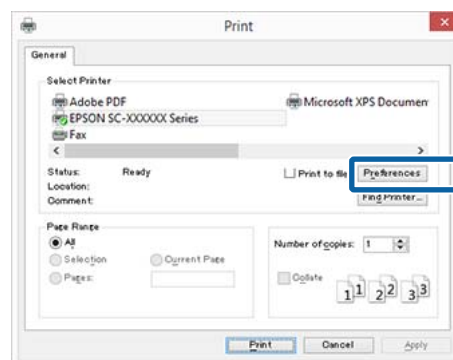 Print
General
Select Printer
Adobe PDF
Microsoft XPS Documen
EPSON SC-XXXXXX Series
Fax
Status: Ready
Print to file
Preferences
Location:
Comment:
Find Printer...
Page Range
All
Selection
Current Page
Pages:
Number of copies: 1
Collate
1 1 2 2 3 3
Print
Cancel
Apply